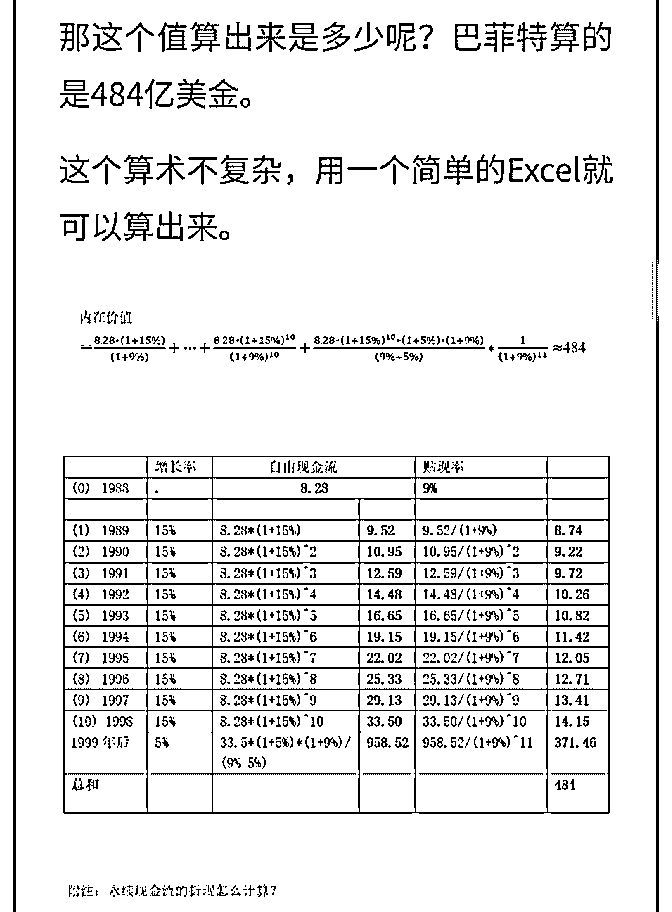 那这个值算出来是多少呢？巴菲特算的
是484亿美金。
这个算术不复杂，用一个简单的Excel就
可以算出来。
内在价值
=8.28*(1+15%)/(1+9%) + ⋯ + 8.28*(1+15%)^10/(1+9%)^10 + 8.28*(1+15%)^10*(1+5%)*(1+9%)/(9%-5%) * 1/(1+9%)^11 ≈484
增长率 自由现金流 贴现率
(0) 1988 . 8.28 9%
(1) 1989 15% 8.28*(1+15%) 9.52 9.52/(1+9%) 8.74
(2) 1990 15% 8.28*(1+15%)^2 10.95 10.95/(1+9%)^2 9.22
(3) 1991 15% 8.28*(1+15%)^3 12.59 12.59/(1+9%)^3 9.72
(4) 1992 15% 8.28*(1+15%)^4 14.48 14.48/(1+9%)^4 10.26
(5) 1993 15% 8.28*(1+15%)^5 16.65 16.65/(1+9%)^5 10.82
(6) 1994 15% 8.28*(1+15%)^6 19.15 19.15/(1+9%)^6 11.42
(7) 1995 15% 8.28*(1+15%)^7 22.02 22.02/(1+9%)^7 12.05
(8) 1996 15% 8.28*(1+15%)^8 25.33 25.33/(1+9%)^8 12.71
(9) 1997 15% 8.28*(1+15%)^9 29.13 29.13/(1+9%)^9 13.41
(10) 1998 15% 8.28*(1+15%)^10 33.50 33.50/(1+9%)^10 14.15
1999年后 5% 33.5*(1+5%)*(1+9%)/ 958.52 958.52/(1+9%)^11 371.46
(9%-5%)
总和 484
附注：永续现金流的折现怎么计算？